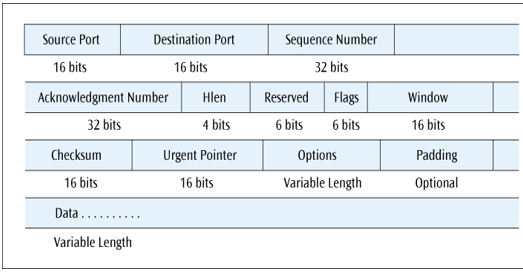 Source Port Destination Port Sequence Number
16 bits 16 bits 32 bits
Acknowledgment Number Hlen Reserved Flags Window
32 bits 4 bits 6 bits 6 bits 16 bits
Checksum Urgent Pointer Options Padding
16 bits 16 bits Variable Length Optional
Data . . . . . . . . . .
Variable Length